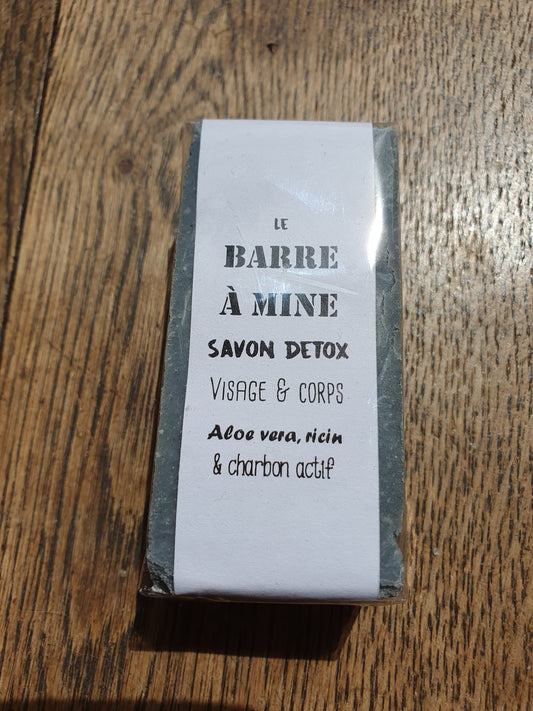 LE
BARRE
À MINE
SAVON DETOX
VISAGE & CORPS
Aloe vera, ricin
& charbon actif